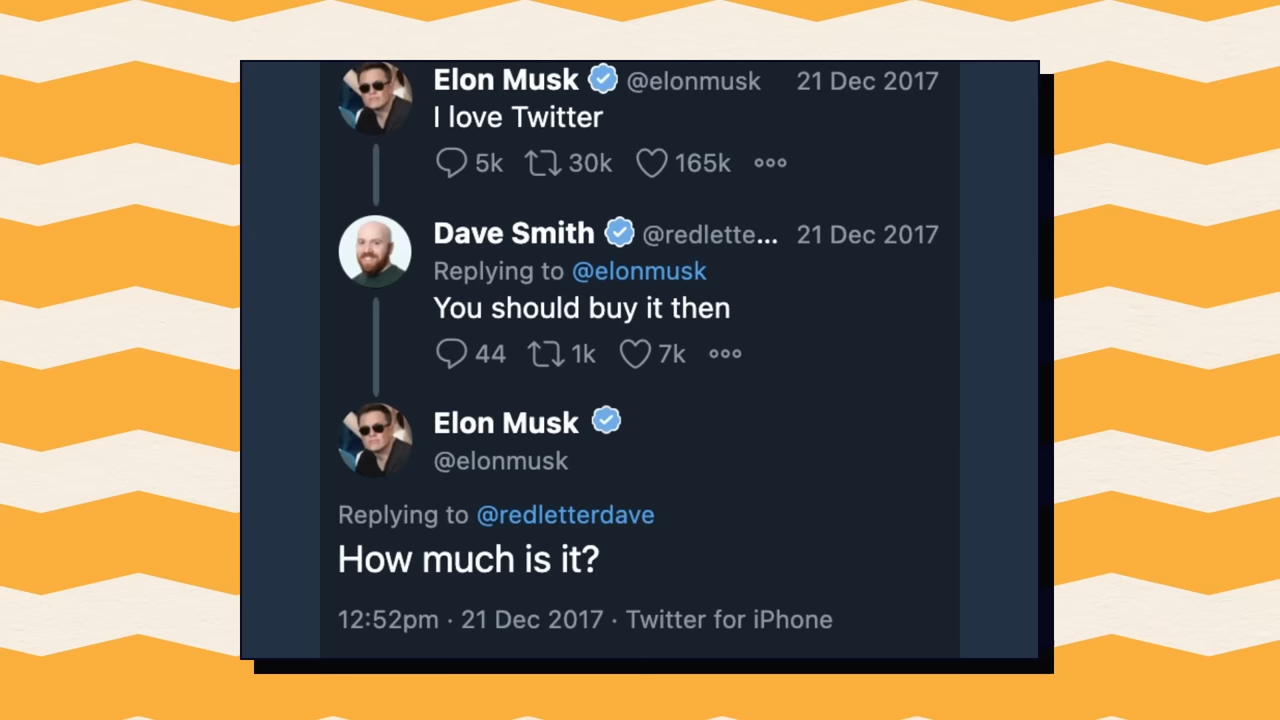 Elon Musk @elonmusk 21 Dec 2017
I love Twitter
5k 30k 165k
Dave Smith @redlette... 21 Dec 2017
Replying to @elonmusk
You should buy it then
44 1k 7k
Elon Musk
@elonmusk
Replying to @redletterdave
How much is it?
12:52pm · 21 Dec 2017 · Twitter for iPhone